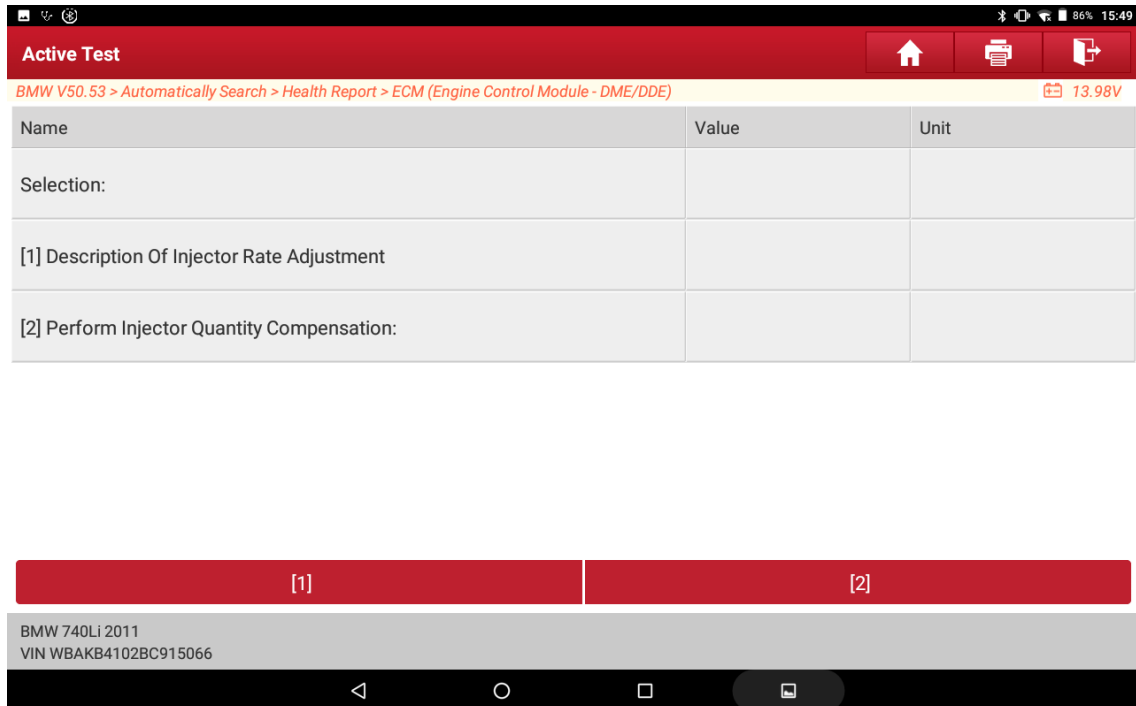 86% 15:49
Active Test
BMW V50.53 > Automatically Search > Health Report > ECM (Engine Control Module - DME/DDE) 13.98V
Name Value Unit
Selection:
[1] Description Of Injector Rate Adjustment
[2] Perform Injector Quantity Compensation:
[1] [2]
BMW 740Li 2011
VIN WBAKB4102BC915066